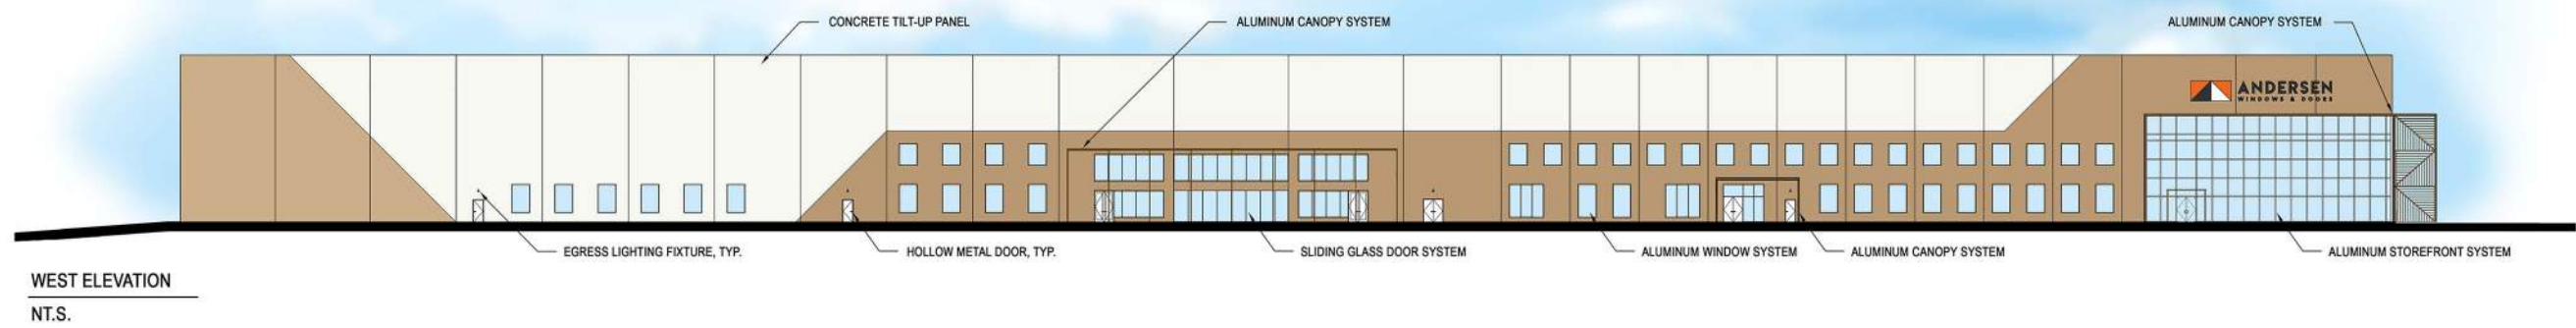 CONCRETE TILT-UP PANEL
ALUMINUM CANOPY SYSTEM
ALUMINUM CANOPY SYSTEM
ANDERSEN
WINDOWS & DOORS
EGRESS LIGHTING FIXTURE, TYP.
HOLLOW METAL DOOR, TYP.
SLIDING GLASS DOOR SYSTEM
ALUMINUM WINDOW SYSTEM
ALUMINUM CANOPY SYSTEM
ALUMINUM STOREFRONT SYSTEM
WEST ELEVATION
NT.S.